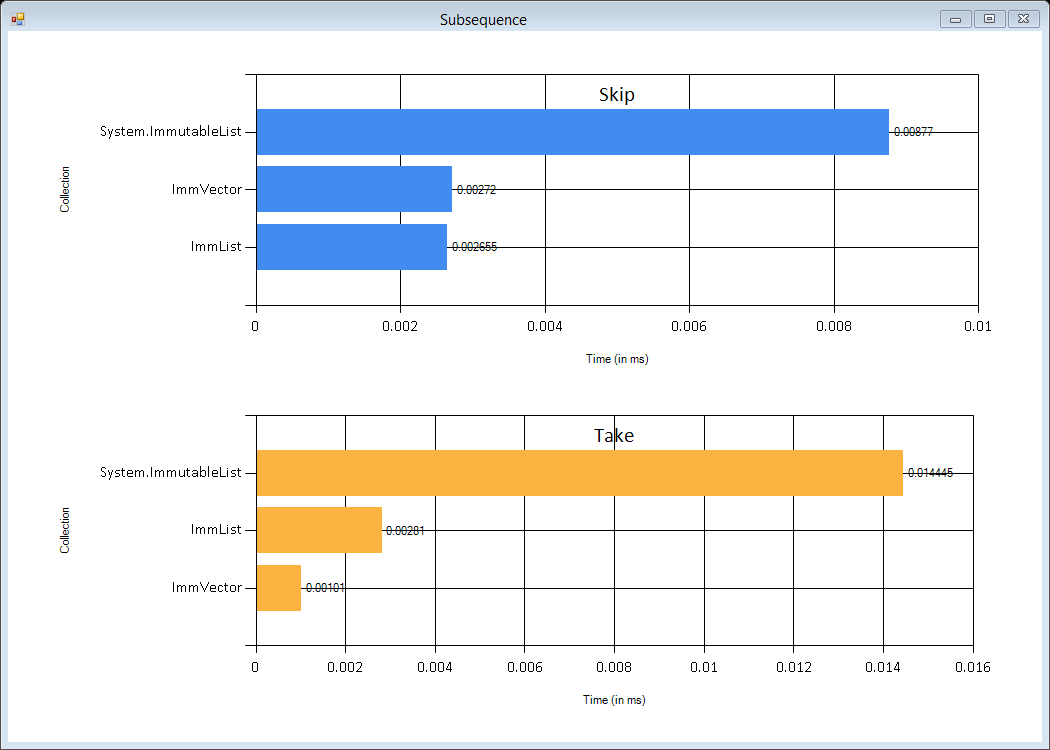 Subsequence
Skip
System.ImmutableList
0.00877
ImmVector
0.00272
ImmList
0.002655
Collection
0 0.002 0.004 0.006 0.008 0.01
Time (in ms)
Take
System.ImmutableList
0.014445
ImmList
0.00281
ImmVector
0.00101
Collection
0 0.002 0.004 0.006 0.008 0.01 0.012 0.014 0.016
Time (in ms)